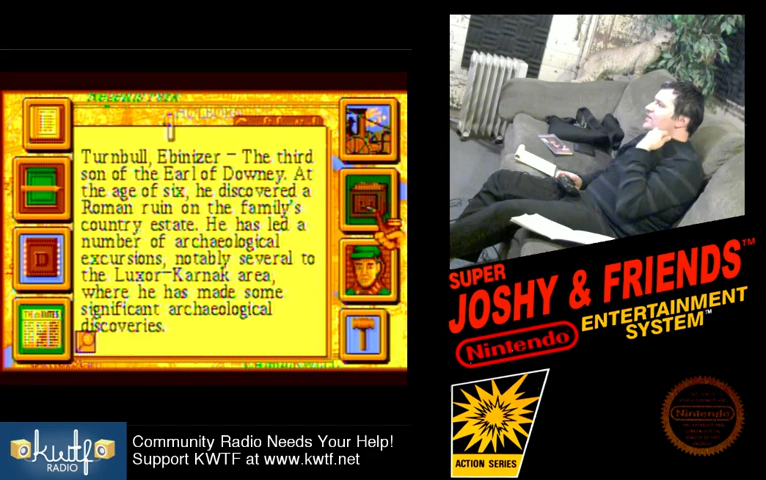 Turnbull, Ebinizer – The third
son of the Earl of Downey. At
the age of six, he discovered a
Roman ruin on the family's
country estate. He has led a
number of archaeological
excursions, notably several to
the Luxor-Karnak area,
where he has made some
significant archaeological
discoveries.
D
SUPER
JOSHY & FRIENDS™
Nintendo
ENTERTAINMENT
SYSTEM™
ACTION SERIES
Nintendo
kwtf
RADIO
Community Radio Needs Your Help!
Support KWTF at www.kwtf.net